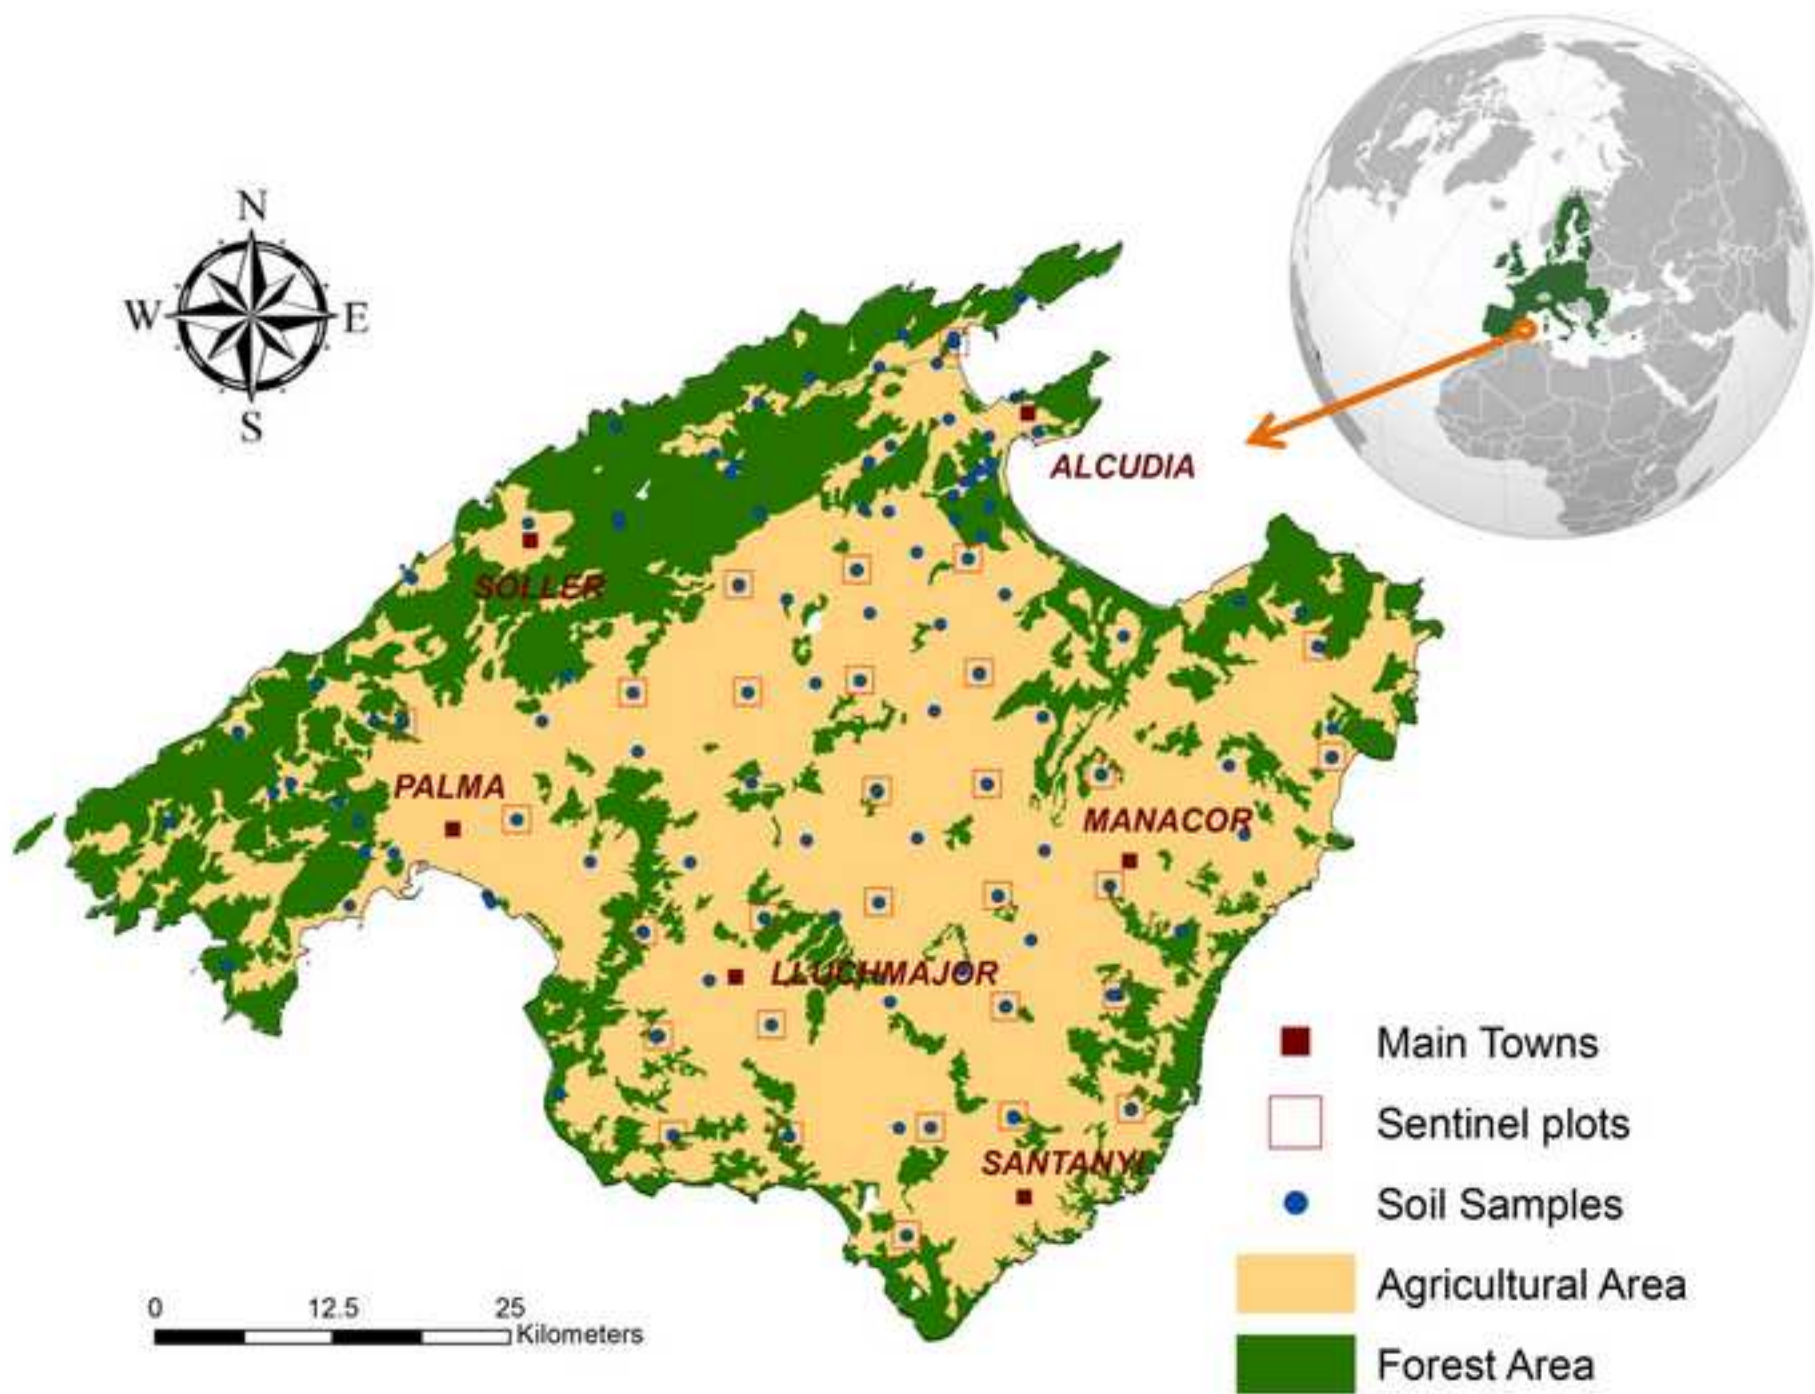 N
W
E
S
ALCUDIA
SOLLER
PALMA
MANACOR
LLUCHMAJOR
SANTANYI
Main Towns
Sentinel plots
Soil Samples
Agricultural Area
Forest Area
0 12.5 25
Kilometers